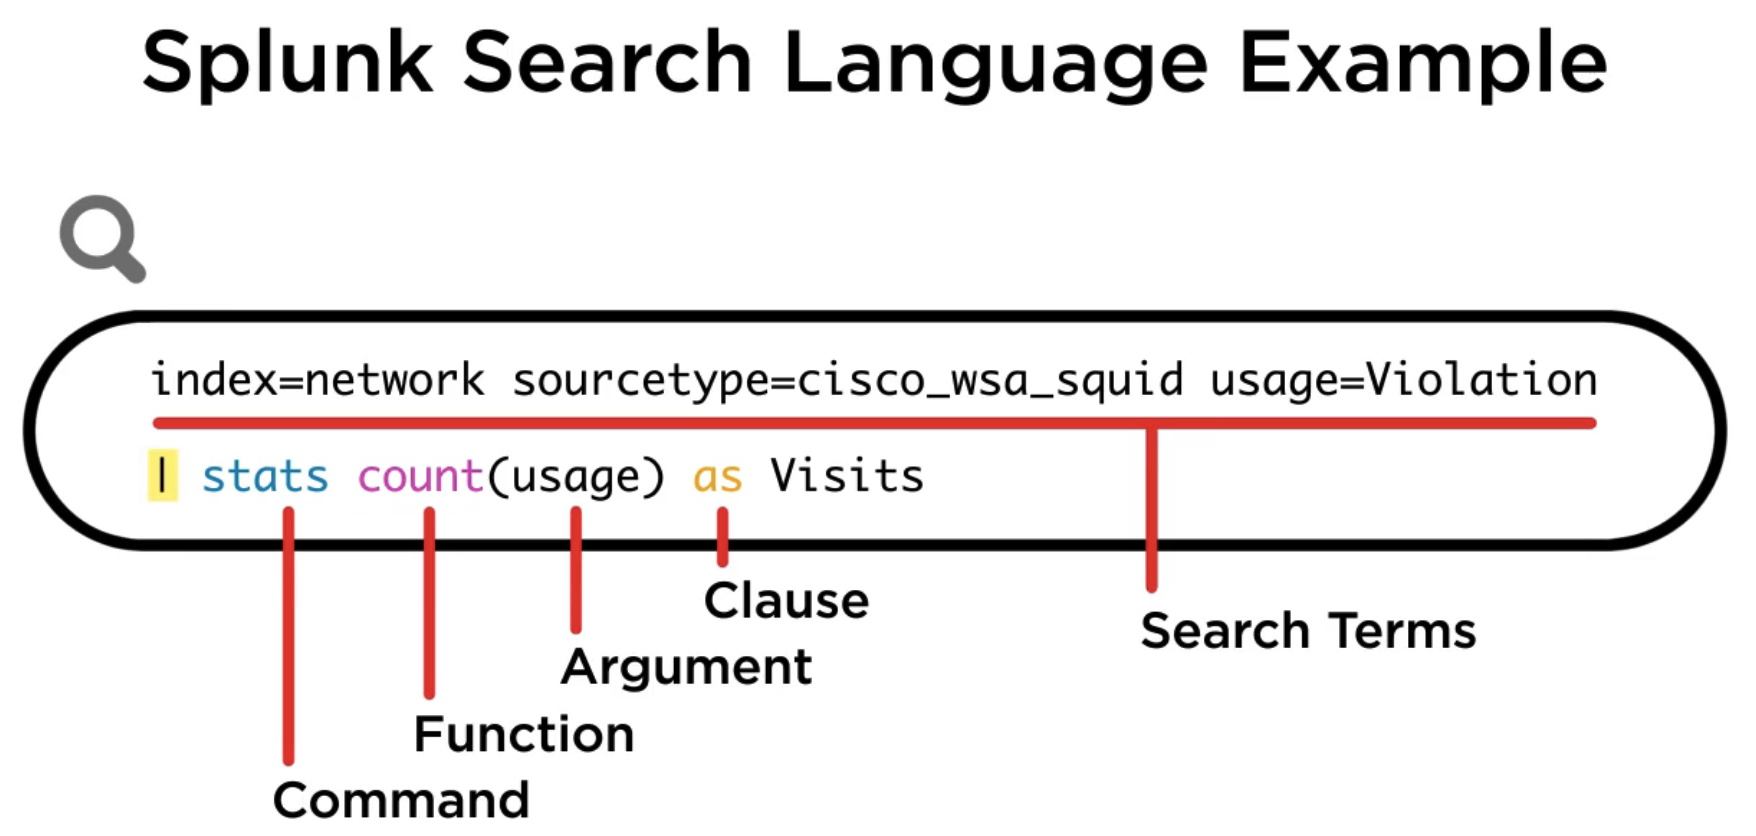 Splunk Search Language Example
index=network sourcetype=cisco_wsa_squid usage=Violation
| stats count(usage) as Visits
Clause
Search Terms
Argument
Function
Command